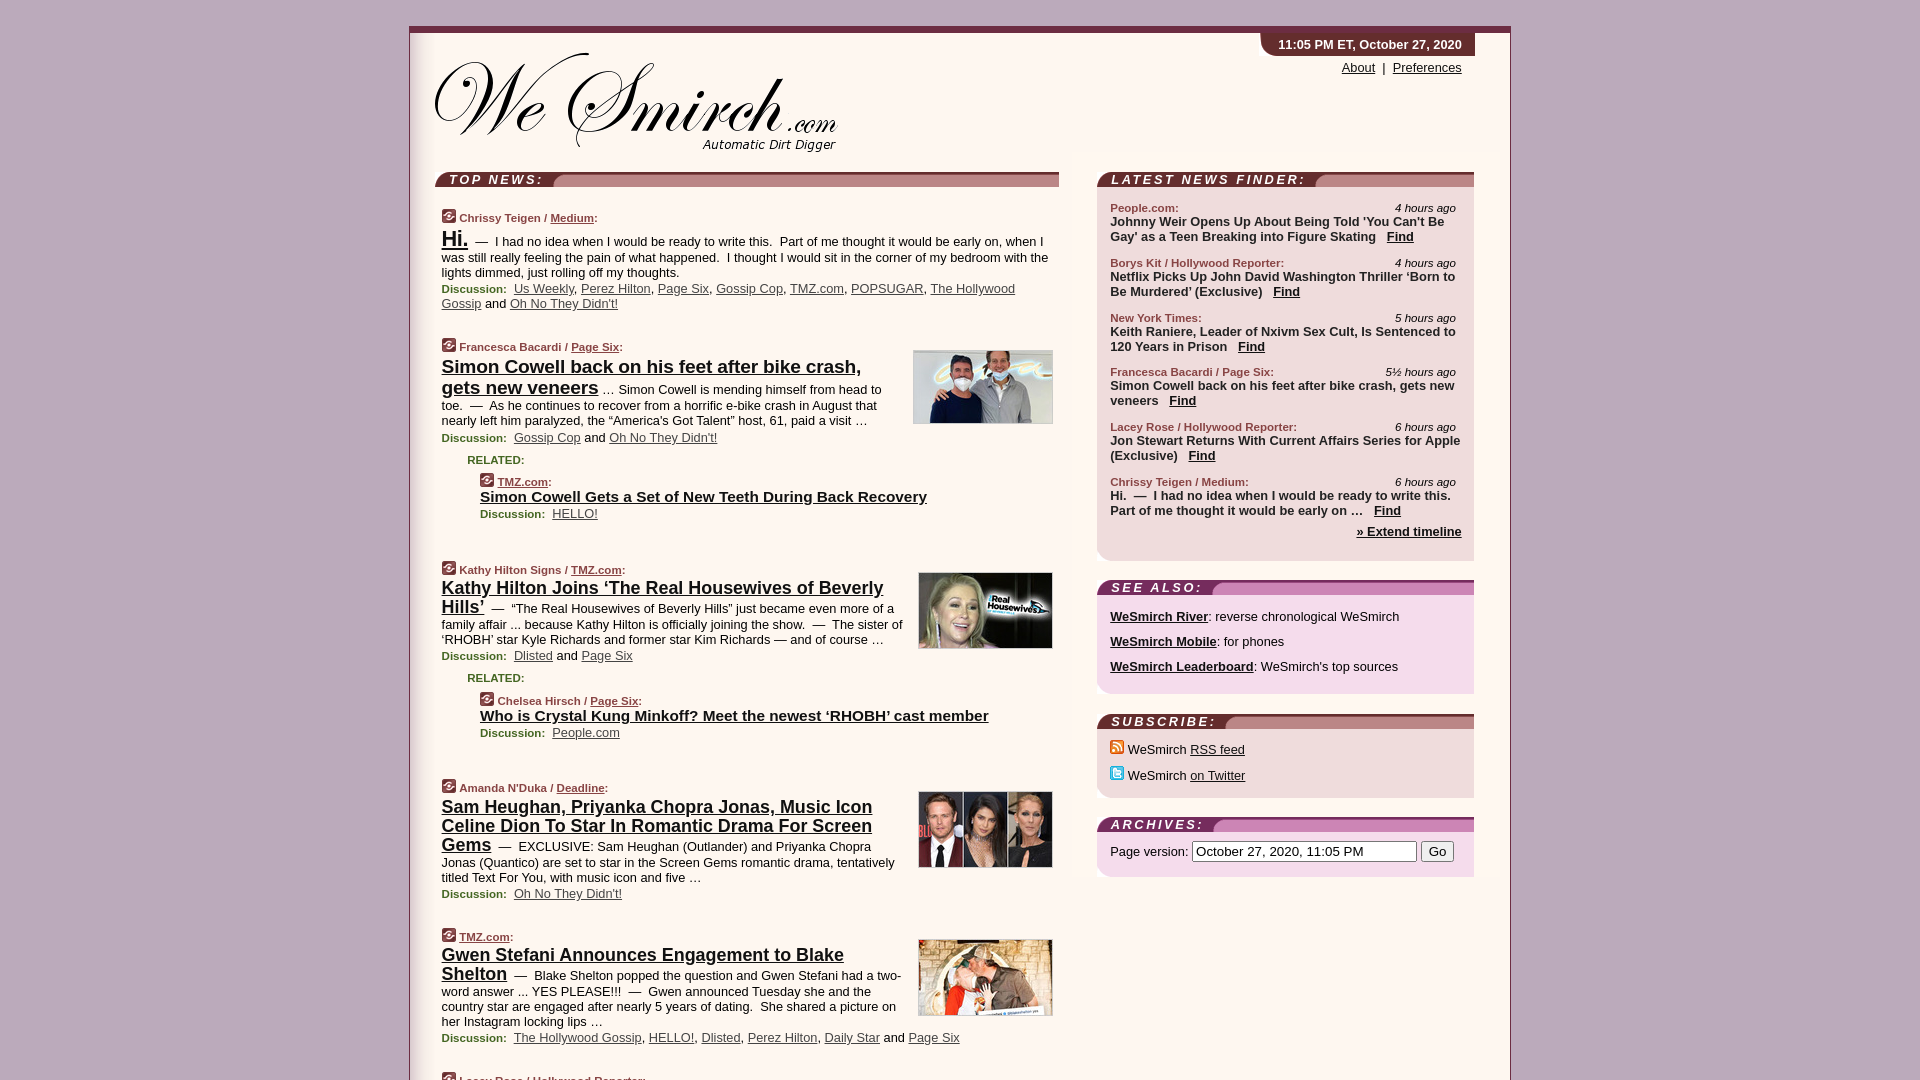 We Smirch.com
Automatic Dirt Digger
11:05 PM ET, October 27, 2020
About | Preferences
TOP NEWS:
Chrissy Teigen / Medium:
Hi. — I had no idea when I would be ready to write this. Part of me thought it would be early on, when I
was still really feeling the pain of what happened. I thought I would sit in the corner of my bedroom with the
lights dimmed, just rolling off my thoughts.
Discussion: Us Weekly, Perez Hilton, Page Six, Gossip Cop, TMZ.com, POPSUGAR, The Hollywood
Gossip and Oh No They Didn't!
Francesca Bacardi / Page Six:
Simon Cowell back on his feet after bike crash,
gets new veneers … Simon Cowell is mending himself from head to
toe. — As he continues to recover from a horrific e-bike crash in August that
nearly left him paralyzed, the “America's Got Talent” host, 61, paid a visit …
Discussion: Gossip Cop and Oh No They Didn't!
RELATED:
TMZ.com:
Simon Cowell Gets a Set of New Teeth During Back Recovery
Discussion: HELLO!
Kathy Hilton Signs / TMZ.com:
Kathy Hilton Joins ‘The Real Housewives of Beverly
Hills’ — “The Real Housewives of Beverly Hills” just became even more of a
family affair ... because Kathy Hilton is officially joining the show. — The sister of
‘RHOBH’ star Kyle Richards and former star Kim Richards — and of course …
Real
Housewives
Discussion: Dlisted and Page Six
RELATED:
Chelsea Hirsch / Page Six:
Who is Crystal Kung Minkoff? Meet the newest ‘RHOBH’ cast member
Discussion: People.com
Amanda N'Duka / Deadline:
Sam Heughan, Priyanka Chopra Jonas, Music Icon
Celine Dion To Star In Romantic Drama For Screen
Gems — EXCLUSIVE: Sam Heughan (Outlander) and Priyanka Chopra
Jonas (Quantico) are set to star in the Screen Gems romantic drama, tentatively
titled Text For You, with music icon and five …
Discussion: Oh No They Didn't!
TMZ.com:
Gwen Stefani Announces Engagement to Blake
Shelton — Blake Shelton popped the question and Gwen Stefani had a two-
word answer ... YES PLEASE!!! — Gwen announced Tuesday she and the
country star are engaged after nearly 5 years of dating. She shared a picture on
her Instagram locking lips …
Discussion: The Hollywood Gossip, HELLO!, Dlisted, Perez Hilton, Daily Star and Page Six
Lacey Rose / Hollywood Reporter:
LATEST NEWS FINDER:
People.com: 4 hours ago
Johnny Weir Opens Up About Being Told 'You Can't Be
Gay' as a Teen Breaking into Figure Skating Find
Borys Kit / Hollywood Reporter: 4 hours ago
Netflix Picks Up John David Washington Thriller ‘Born to
Be Murdered’ (Exclusive) Find
New York Times: 5 hours ago
Keith Raniere, Leader of Nxivm Sex Cult, Is Sentenced to
120 Years in Prison Find
Francesca Bacardi / Page Six: 5½ hours ago
Simon Cowell back on his feet after bike crash, gets new
veneers Find
Lacey Rose / Hollywood Reporter: 6 hours ago
Jon Stewart Returns With Current Affairs Series for Apple
(Exclusive) Find
Chrissy Teigen / Medium: 6 hours ago
Hi. — I had no idea when I would be ready to write this.
Part of me thought it would be early on … Find
» Extend timeline
SEE ALSO:
WeSmirch River: reverse chronological WeSmirch
WeSmirch Mobile: for phones
WeSmirch Leaderboard: WeSmirch's top sources
SUBSCRIBE:
WeSmirch RSS feed
WeSmirch on Twitter
ARCHIVES:
Page version: October 27, 2020, 11:05 PM Go